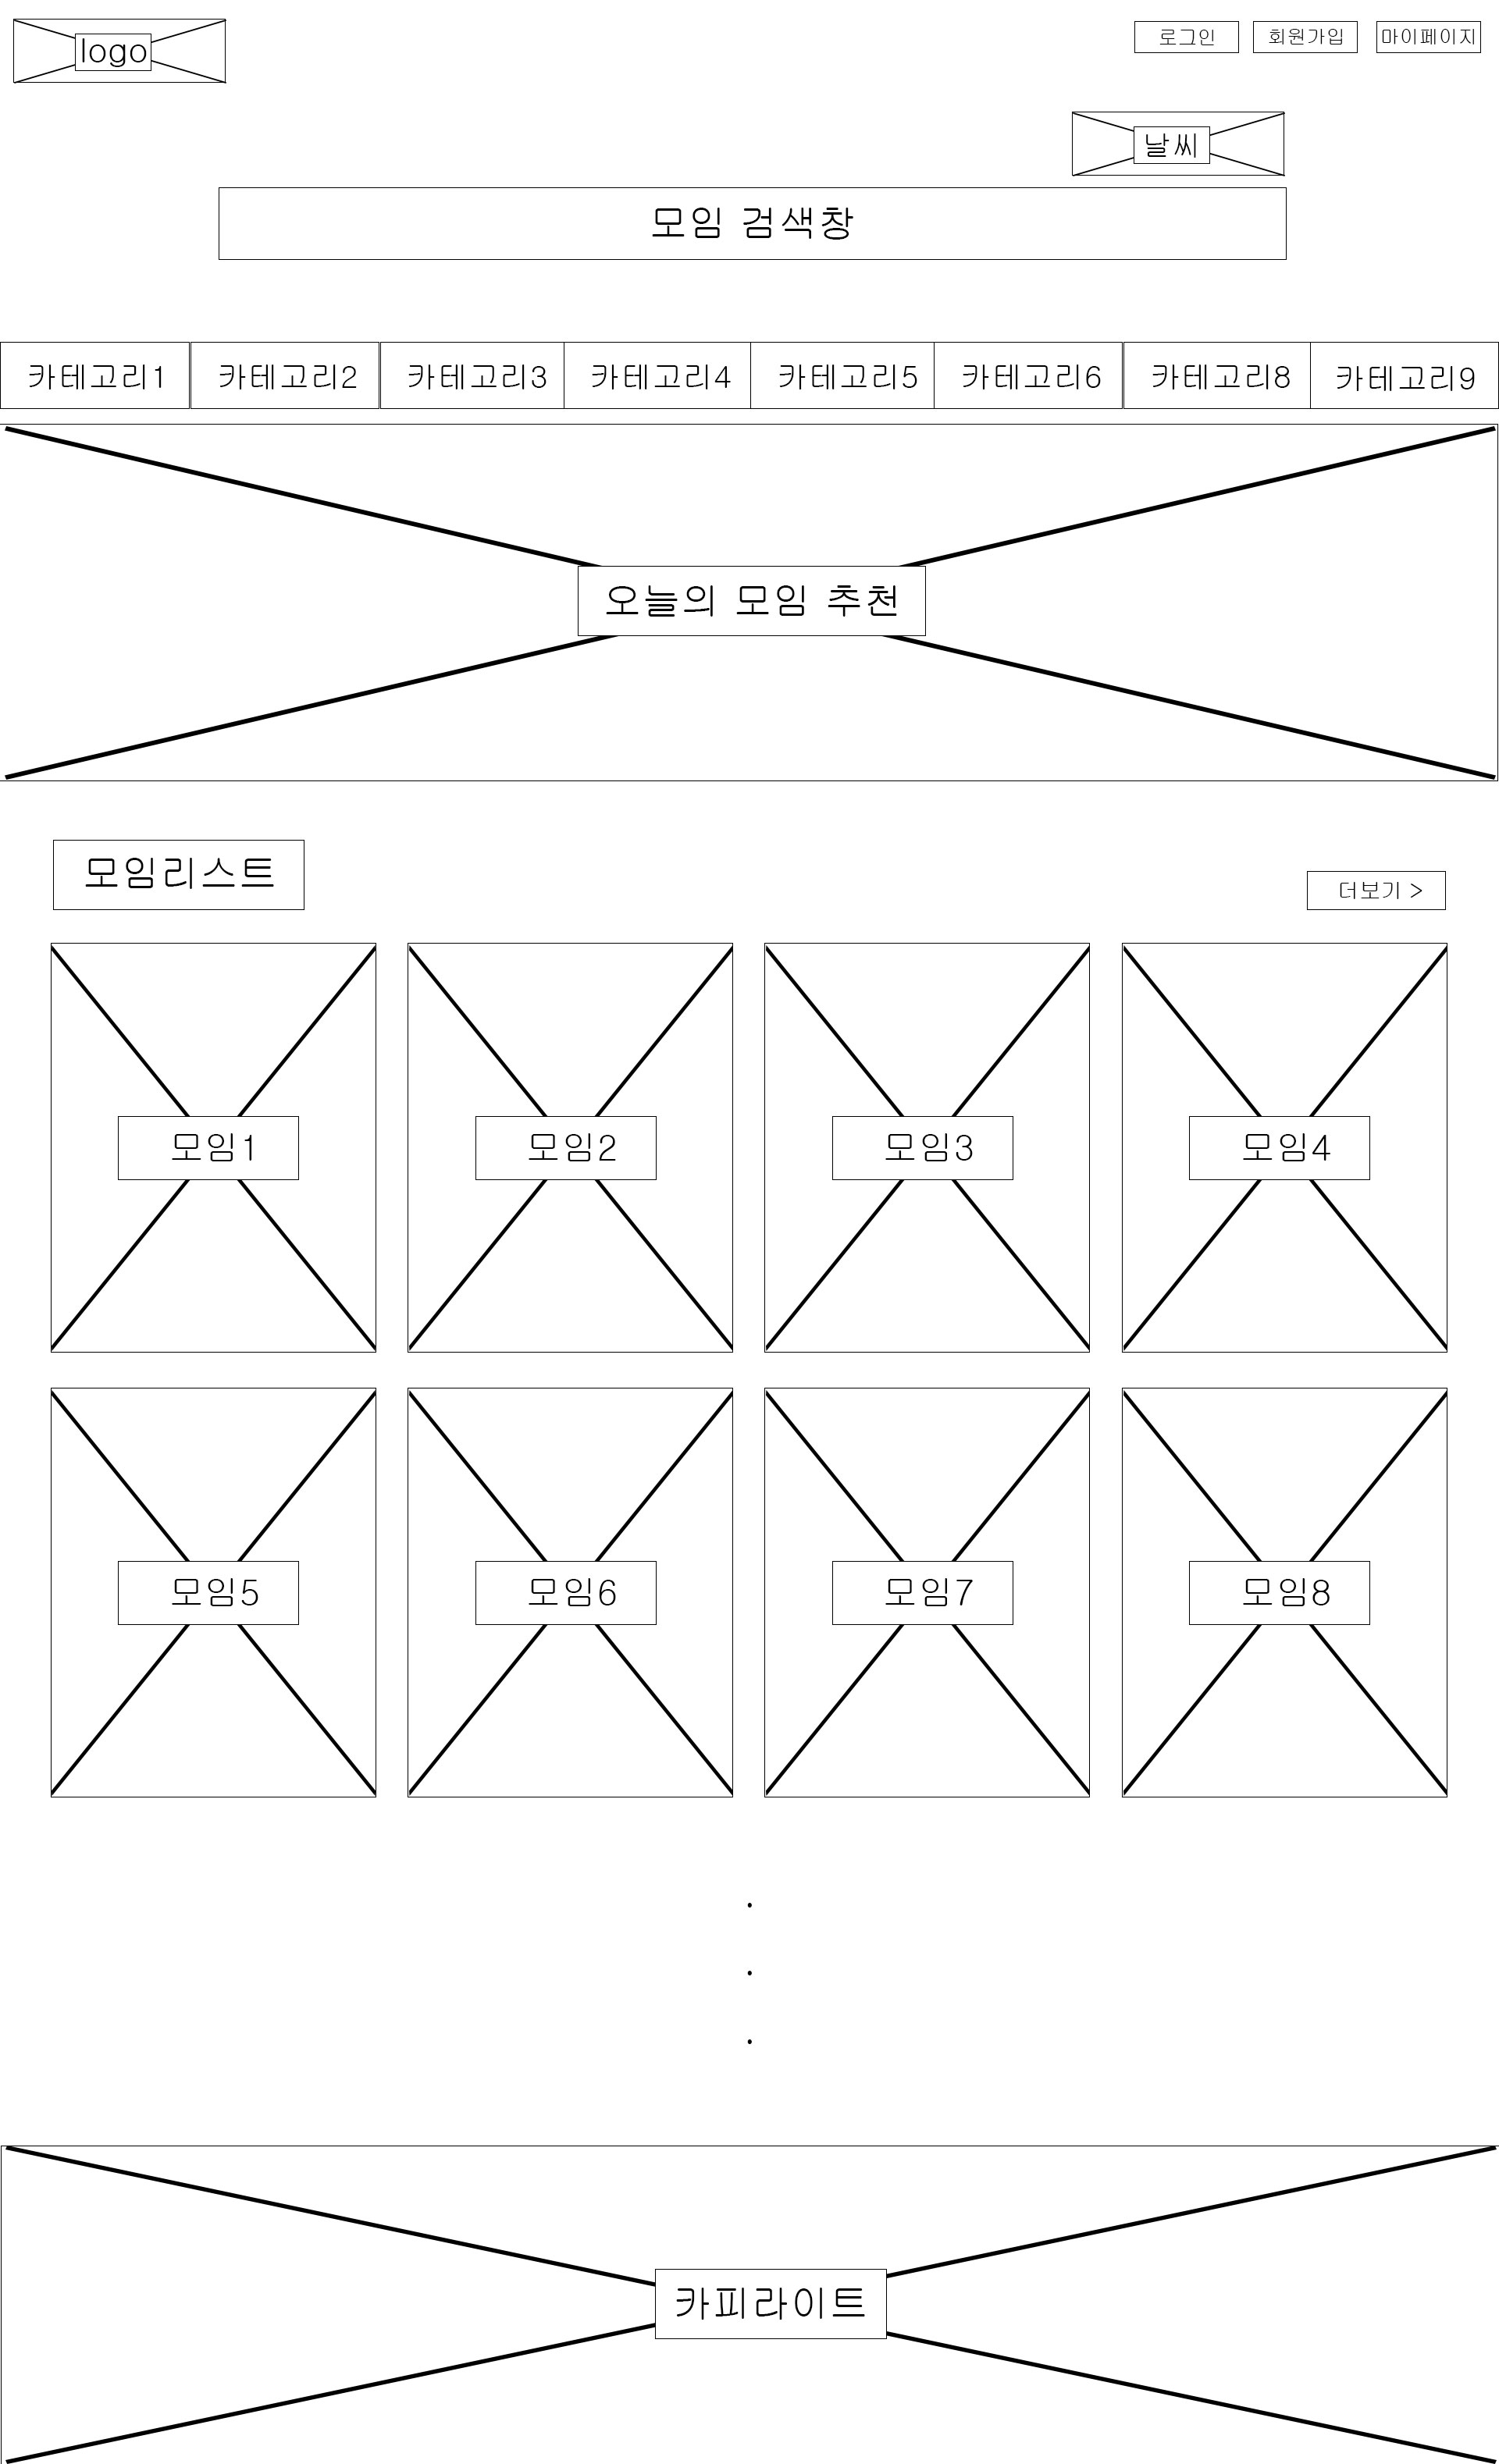 logo
로그인
회원가입
마이페이지
날씨
모임 검색창
카테고리1
카테고리2
카테고리3
카테고리4
카테고리5
카테고리6
카테고리8
카테고리9
오늘의 모임 추천
모임리스트
더보기 >
모임1
모임2
모임3
모임4
모임5
모임6
모임7
모임8
.
.
.
카피라이트